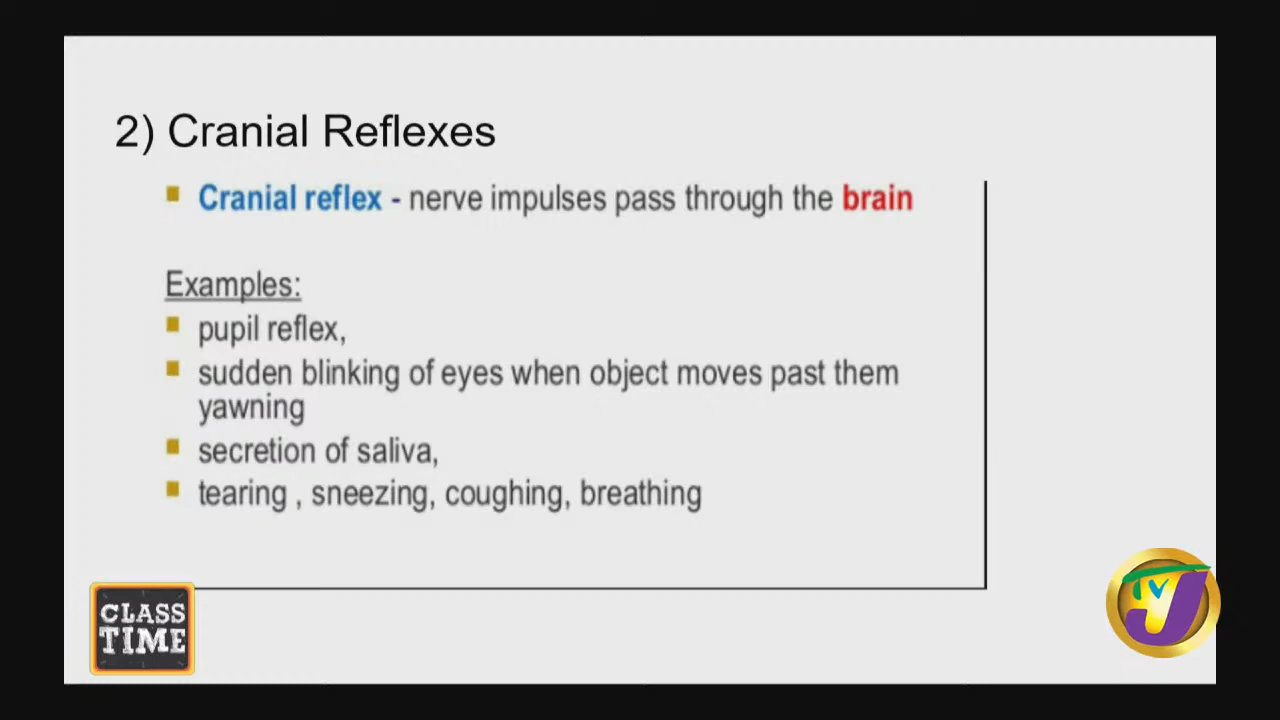 2) Cranial Reflexes
Cranial reflex - nerve impulses pass through the brain
Examples:
pupil reflex,
sudden blinking of eyes when object moves past them
yawning
secretion of saliva,
tearing , sneezing, coughing, breathing
CLASS
TIME
TVJ